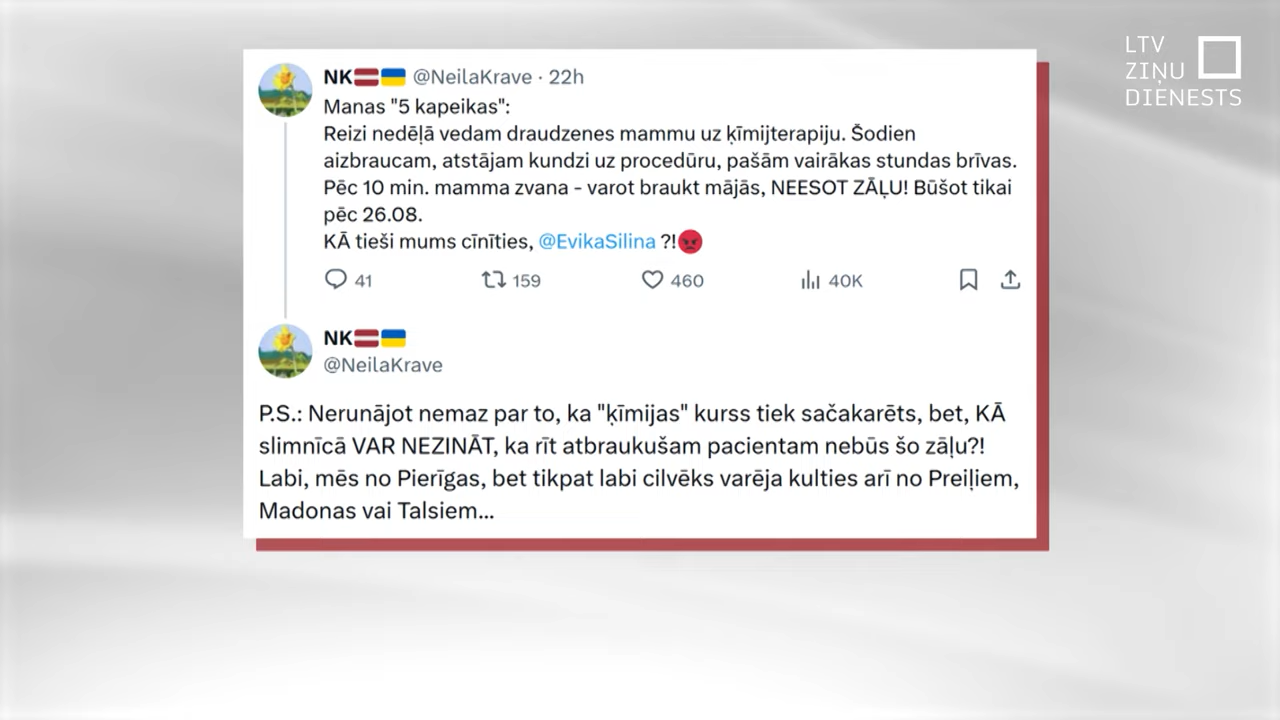 LTV
ZIŅU
DIENESTS
NK🇱🇻🇺🇦 @NeilaKrave · 22h
Manas "5 kapeikas":
Reizi nedēļā vedam draudzenes mammu uz ķīmijterapiju. Šodien
aizbraucam, atstājam kundzi uz procedūru, pašām vairākas stundas brīvas.
Pēc 10 min. mamma zvana - varot braukt mājās, NEESOT ZĀĻU! Būšot tikai
pēc 26.08.
KĀ tieši mums cīnīties, @EvikaSilina ?!😡
41 159 460 40K
NK🇱🇻🇺🇦
@NeilaKrave
P.S.: Nerunājot nemaz par to, ka "ķīmijas" kurss tiek sačakarēts, bet, KĀ
slimnīcā VAR NEZINĀT, ka rīt atbraukušam pacientam nebūs šo zāļu?!
Labi, mēs no Pierīgas, bet tikpat labi cilvēks varēja kulties arī no Preiļiem,
Madonas vai Talsiem...